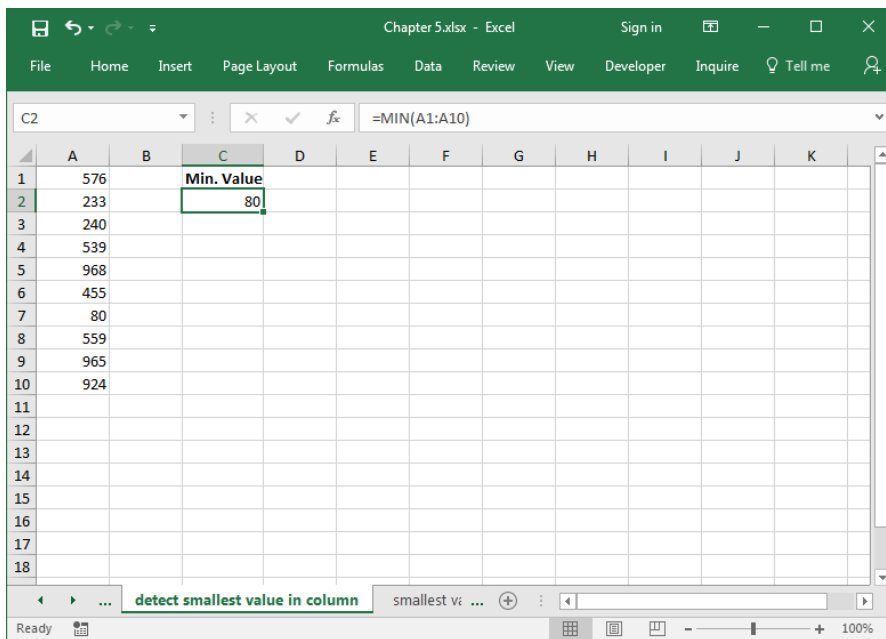 Chapter 5.xlsx - Excel Sign in
File Home Insert Page Layout Formulas Data Review View Developer Inquire Tell me
C2 fx =MIN(A1:A10)
A B C D E F G H I J K
1 576 Min. Value
2 233 80
3 240
4 539
5 968
6 455
7 80
8 559
9 965
10 924
11
12
13
14
15
16
17
18
... detect smallest value in column smallest va ...
Ready 100%